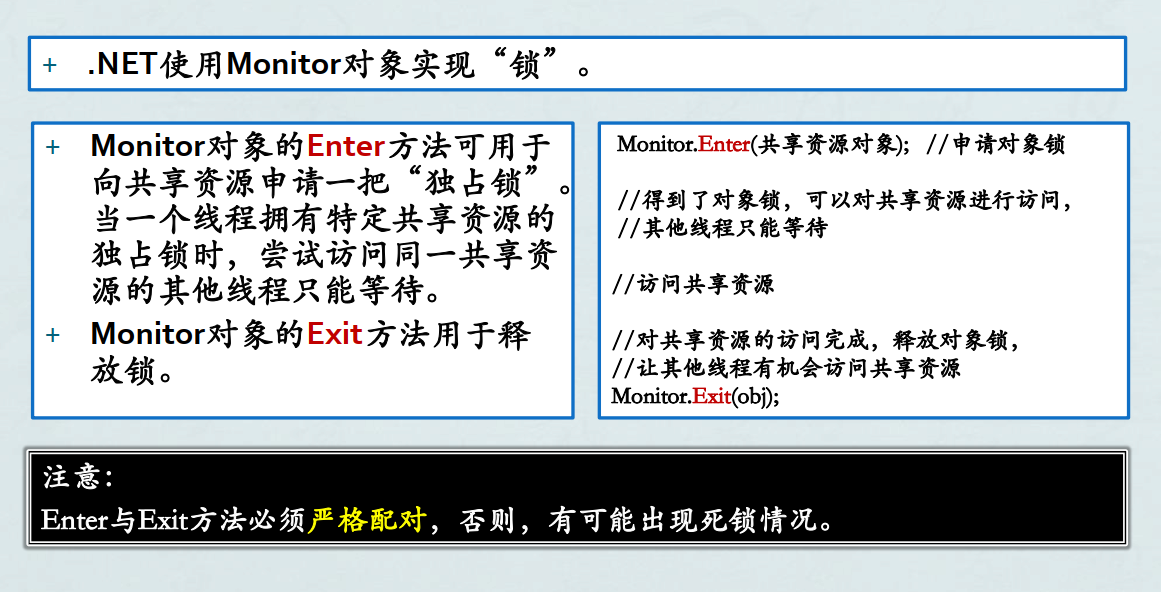 + .NET使用Monitor对象实现“锁”。
+ Monitor对象的Enter方法可用于
向共享资源申请一把“独占锁”。
当一个线程拥有特定共享资源的
独占锁时，尝试访问同一共享资
源的其他线程只能等待。
+ Monitor对象的Exit方法用于释
放锁。
Monitor.Enter(共享资源对象); //申请对象锁
//得到了对象锁，可以对共享资源进行访问，
//其他线程只能等待
//访问共享资源
//对共享资源的访问完成，释放对象锁，
//让其他线程有机会访问共享资源
Monitor.Exit(obj);
注意：
Enter与Exit方法必须严格配对，否则，有可能出现死锁情况。